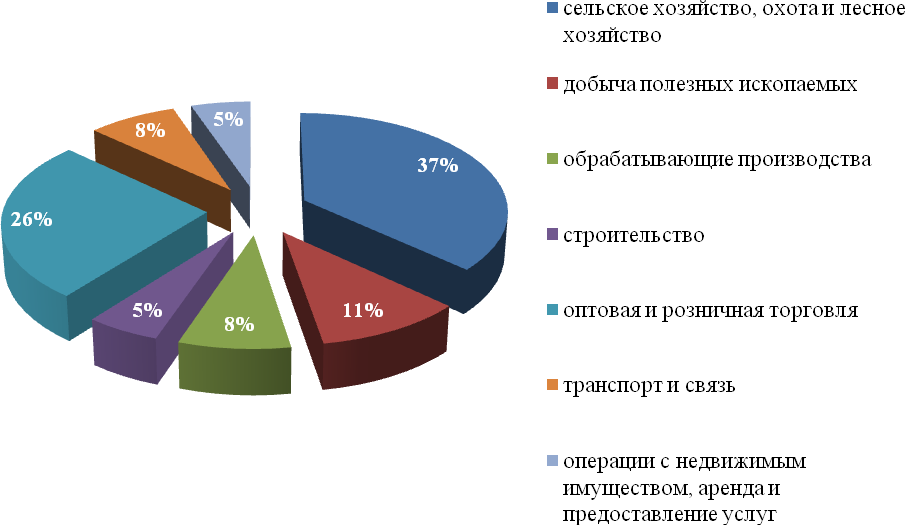 сельское хозяйство, охота и лесное
хозяйство
добыча полезных ископаемых
обрабатывающие производства
строительство
оптовая и розничная торговля
транспорт и связь
операции с недвижимым
имуществом, аренда и
предоставление услуг
5%
8%
37%
26%
5%
8%
11%